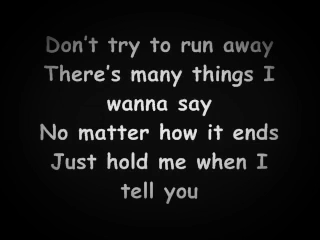 Don't try to run away
There's many things I
wanna say
No matter how it ends
Just hold me when I
tell you